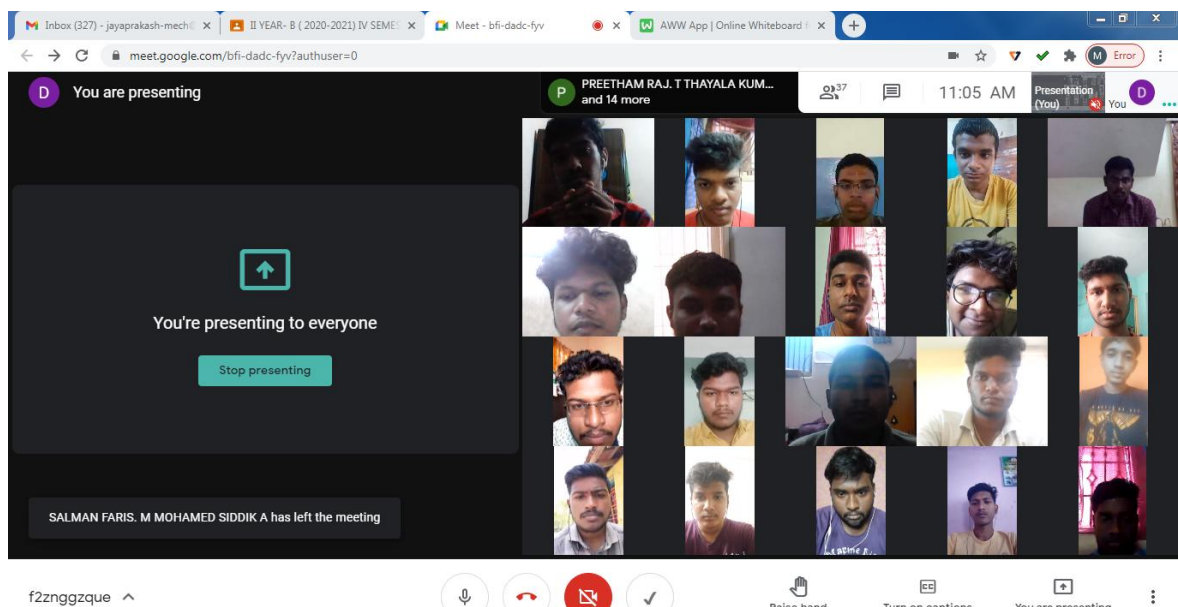 Inbox (327) - jayaprakash-mech
II YEAR- B ( 2020-2021) IV SEMES
Meet - bfi-dadc-fyv
AWW App | Online Whiteboard f
meet.google.com/bfi-dadc-fyv?authuser=0
M
Error
D
You are presenting
P
PREETHAM RAJ. T THAYALA KUM...
and 14 more
37
11:05 AM
Presentation
(You)
You
D
You're presenting to everyone
Stop presenting
SALMAN FARIS. M MOHAMED SIDDIK A has left the meeting
f2znggzque
Raise hand
Turn on captions
You are presenting